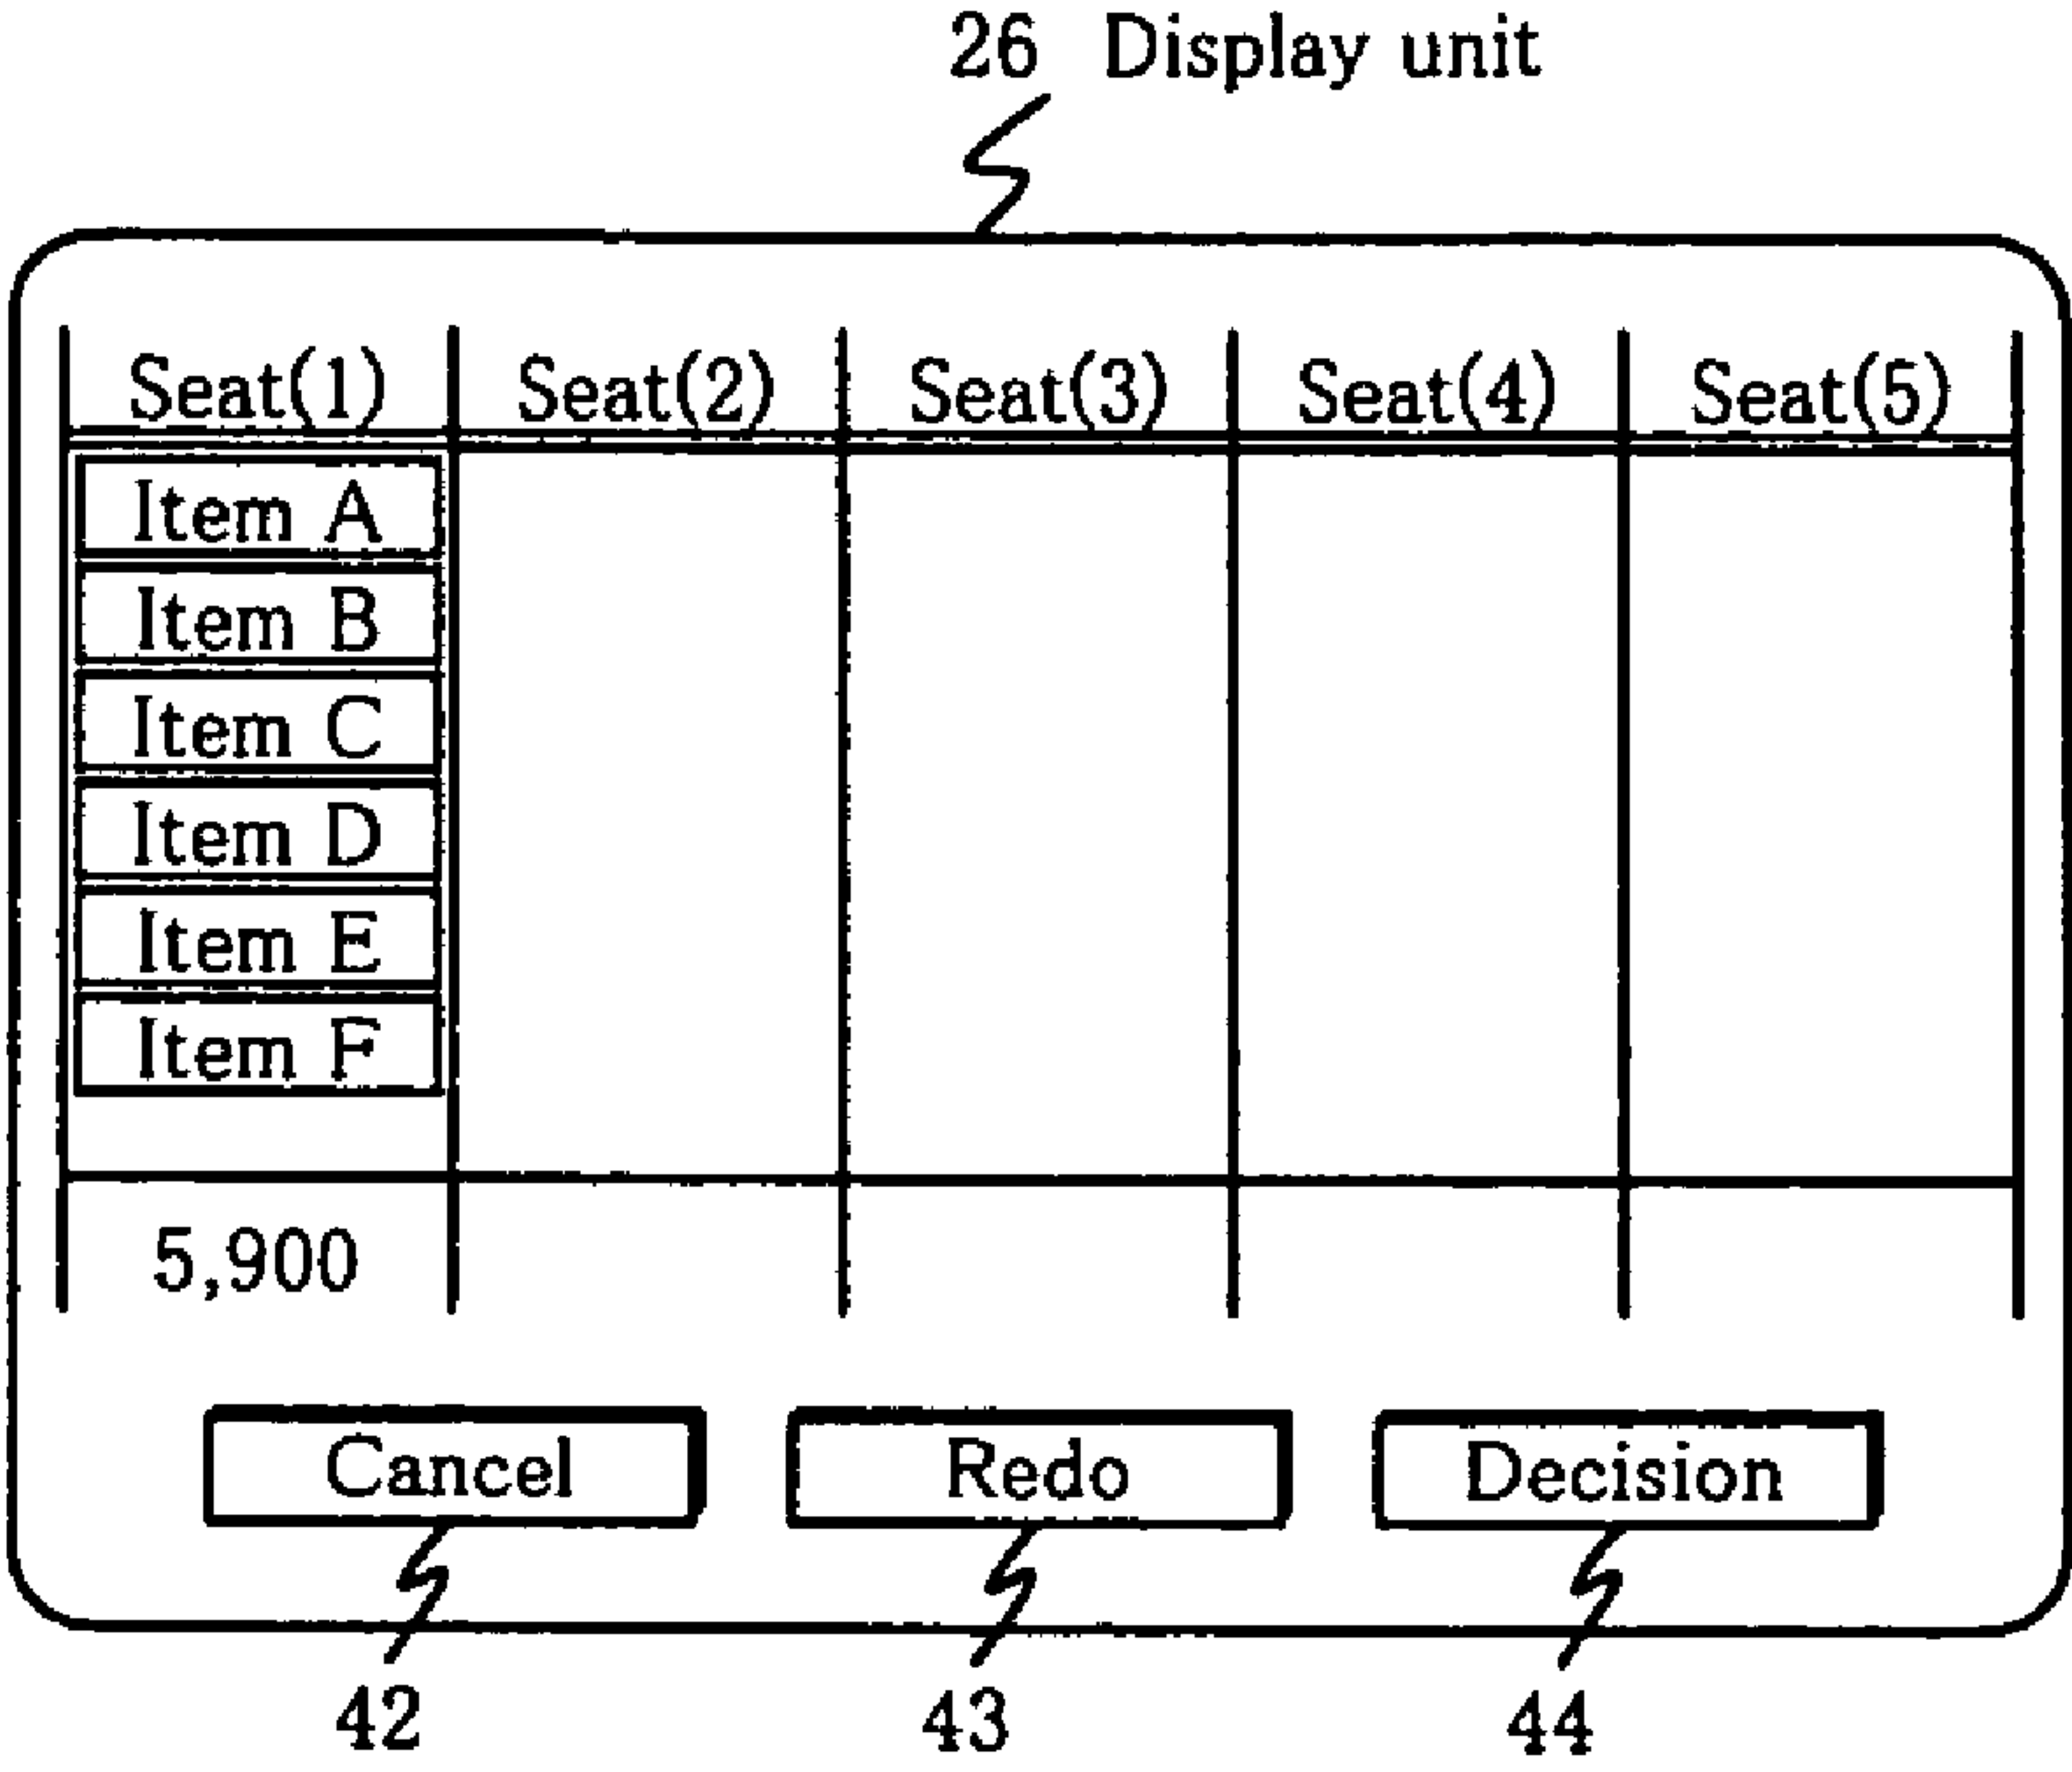 26 Display unit
Seat(1) Seat(2) Seat(3) Seat(4) Seat(5)
Item A
Item B
Item C
Item D
Item E
Item F
5,900
Cancel Redo Decision
42 43 44